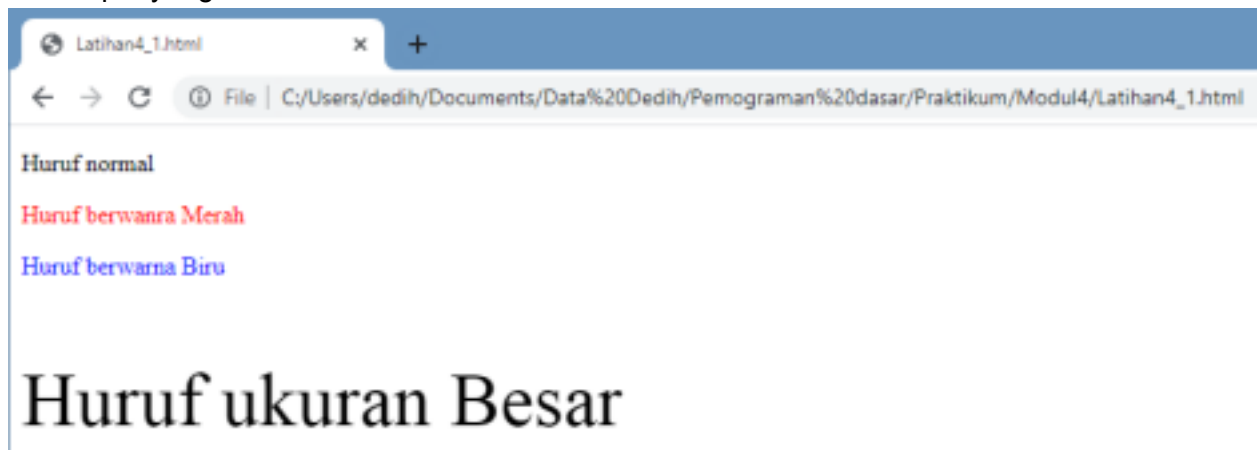 Latihan4_1.html
File | C:/Users/dedih/Documents/Data%20Dedih/Pemograman%20dasar/Praktikum/Modul4/Latihan4_1.html
Huruf normal
Huruf berwanra Merah
Huruf berwarna Biru
Huruf ukuran Besar